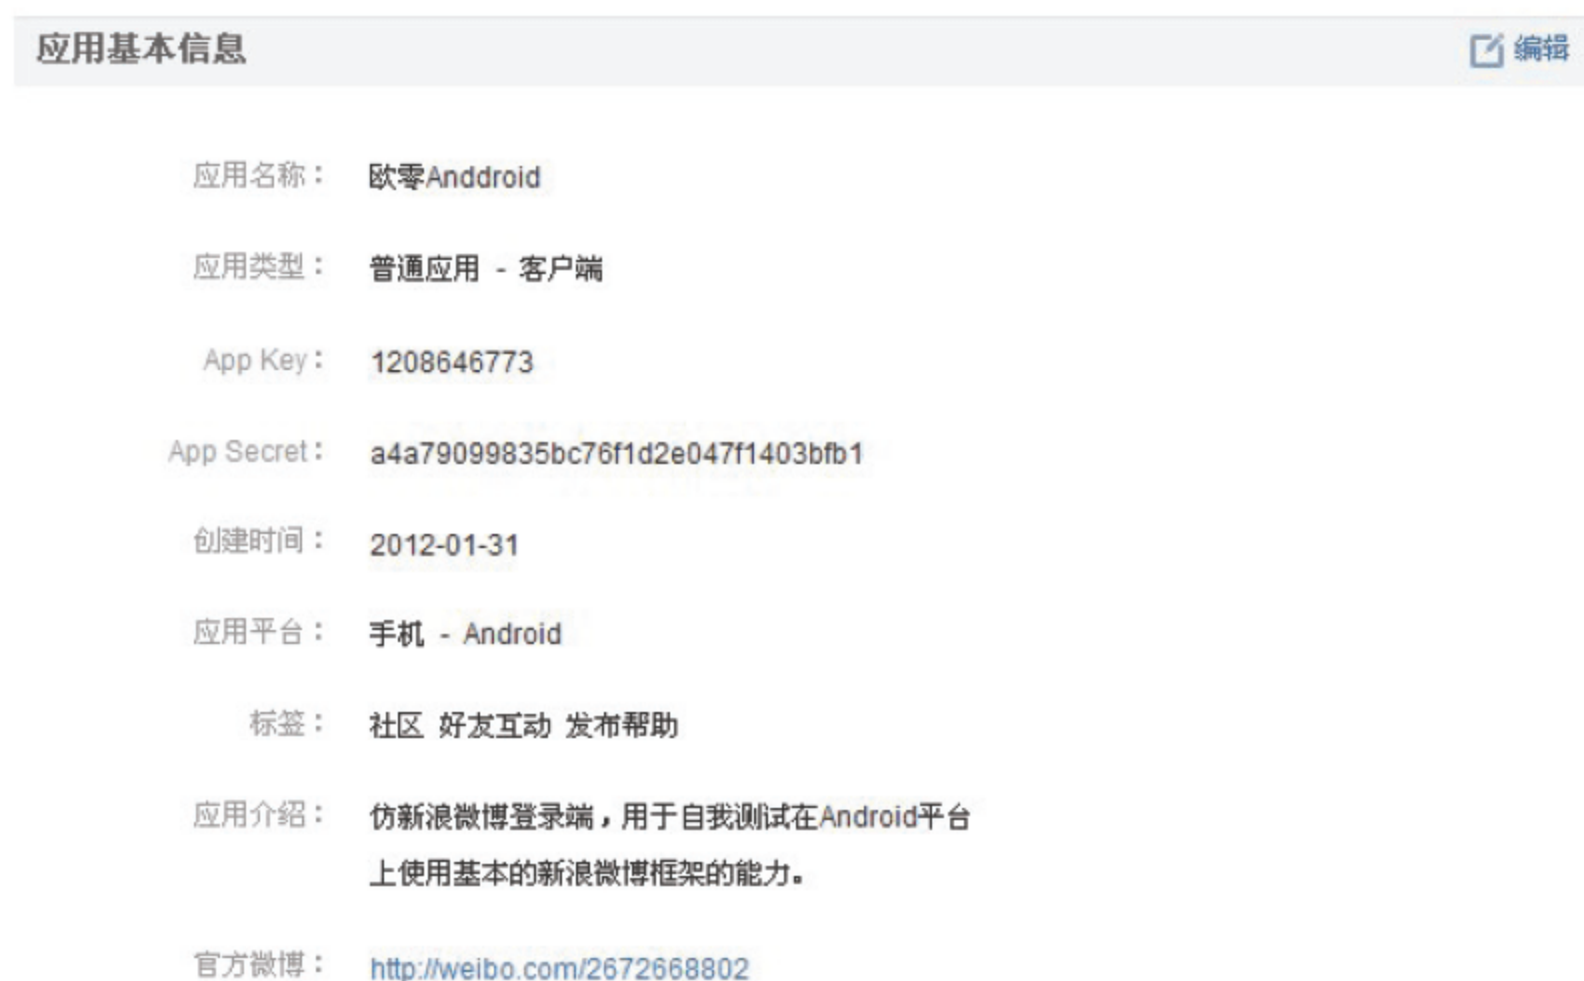 应用基本信息
编辑
应用名称： 欧零Anddroid
应用类型： 普通应用 - 客户端
App Key： 1208646773
App Secret： a4a79099835bc76f1d2e047f1403bfb1
创建时间： 2012-01-31
应用平台： 手机 - Android
标签： 社区 好友互动 发布帮助
应用介绍： 仿新浪微博登录端，用于自我测试在Android平台
上使用基本的新浪微博框架的能力。
官方微博： http://weibo.com/2672668802